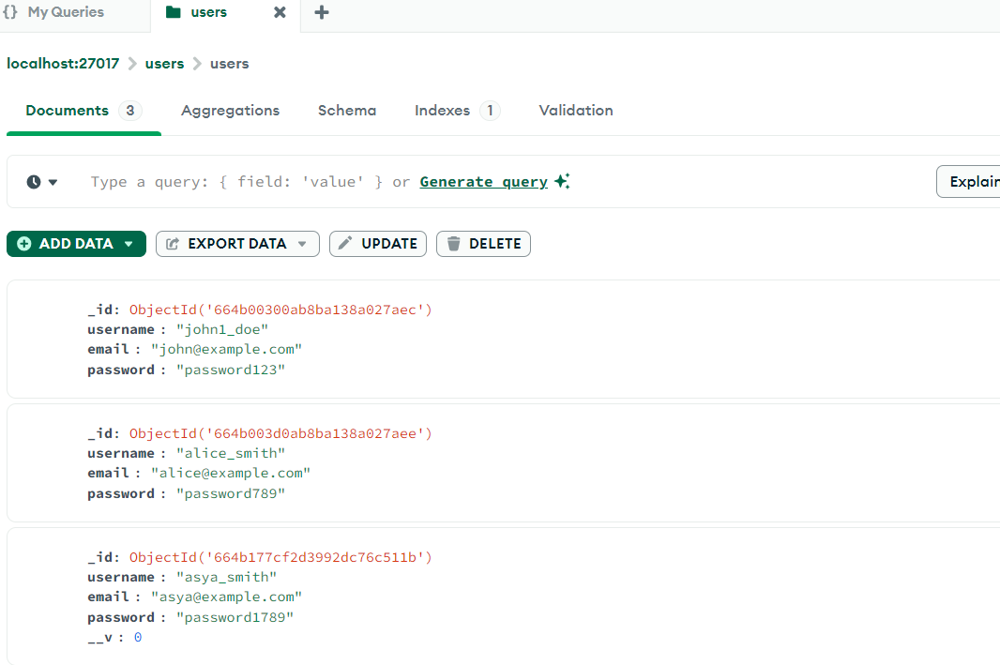 {} My Queries users
localhost:27017 users users
Documents 3 Aggregations Schema Indexes 1 Validation
Type a query: { field: 'value' } or Generate query
Explain
ADD DATA EXPORT DATA UPDATE DELETE
_id: ObjectId('664b00300ab8ba138a027aec')
username : "john1_doe"
email : "john@example.com"
password : "password123"
_id: ObjectId('664b003d0ab8ba138a027aee')
username : "alice_smith"
email : "alice@example.com"
password : "password789"
_id: ObjectId('664b177cf2d3992dc76c511b')
username : "asya_smith"
email : "asya@example.com"
password : "password1789"
__v : 0